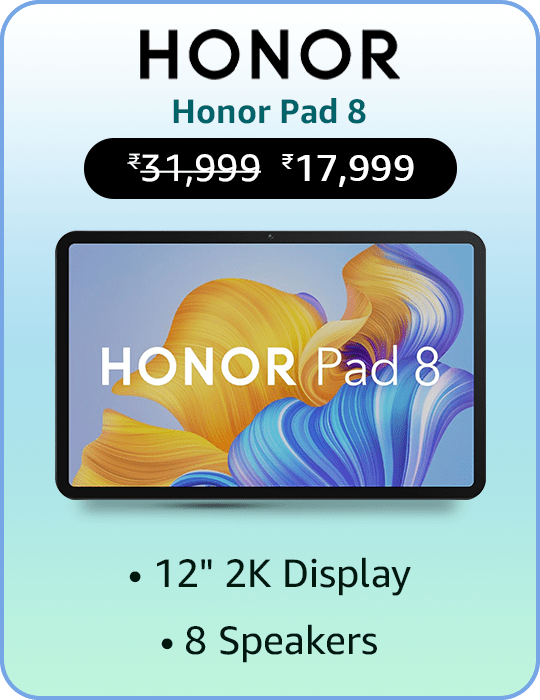 HONOR
Honor Pad 8
₹31,999 ₹17,999
HONOR Pad 8
• 12" 2K Display
• 8 Speakers